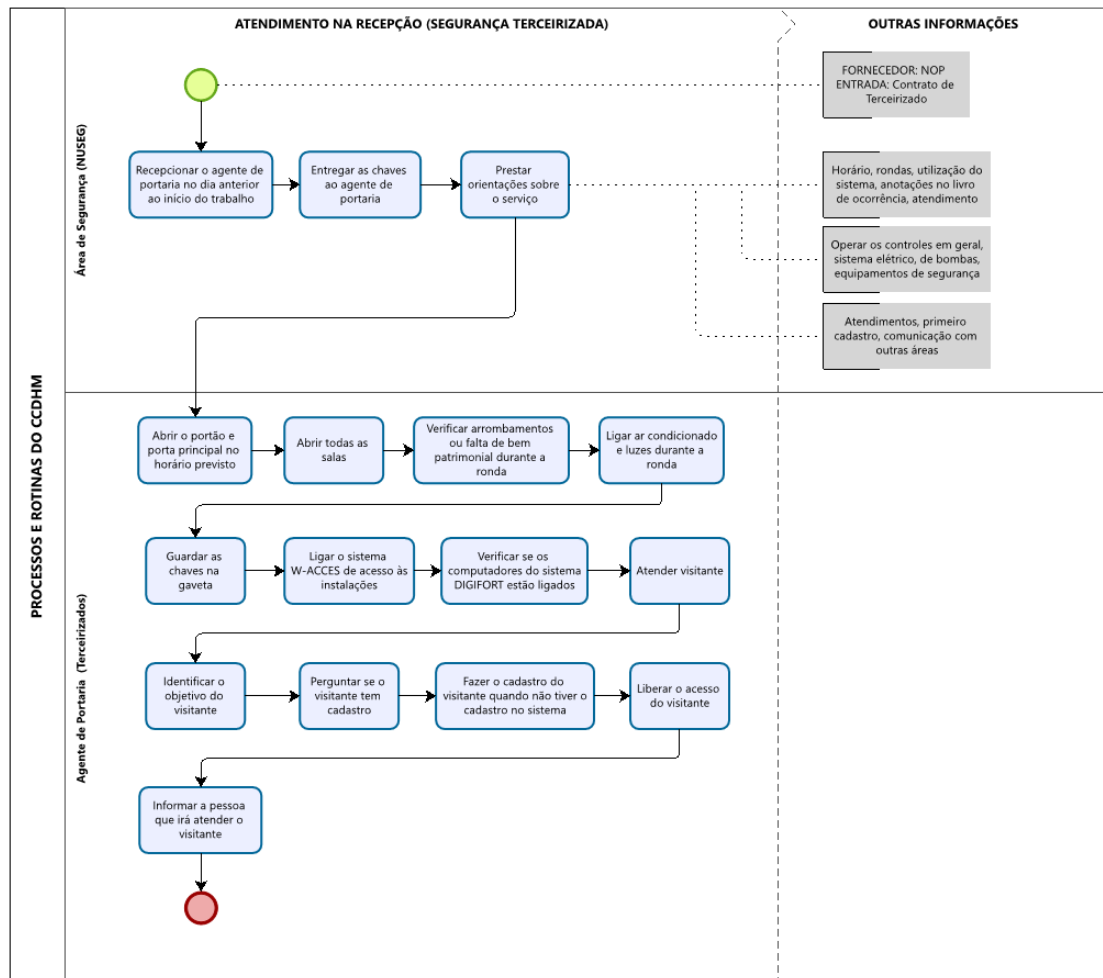 PROCESSOS E ROTINAS DO CCDHM
ATENDIMENTO NA RECEPÇÃO (SEGURANÇA TERCEIRIZADA)
OUTRAS INFORMAÇÕES
Área de Segurança (NUSEG)
FORNECEDOR: NOP
ENTRADA: Contrato de
Terceirizado
Recepcionar o agente de
portaria no dia anterior
ao início do trabalho
Entregar as chaves
ao agente de
portaria
Prestar
orientações sobre
o serviço
Horário, rondas, utilização do
sistema, anotações no livro
de ocorrência, atendimento
Operar os controles em geral,
sistema elétrico, de bombas,
equipamentos de segurança
Atendimentos, primeiro
cadastro, comunicação com
outras áreas
Agente de Portaria (Terceirizados)
Abrir o portão e
porta principal no
horário previsto
Abrir todas as
salas
Verificar arrombamentos
ou falta de bem
patrimonial durante a
ronda
Ligar ar condicionado
e luzes durante a
ronda
Guardar as
chaves na
gaveta
Ligar o sistema
W-ACCES de acesso às
instalações
Verificar se os
computadores do sistema
DIGIFORT estão ligados
Atender visitante
Identificar o
objetivo do
visitante
Perguntar se o
visitante tem
cadastro
Fazer o cadastro do
visitante quando não tiver o
cadastro no sistema
Liberar o acesso
do visitante
Informar a pessoa
que irá atender o
visitante